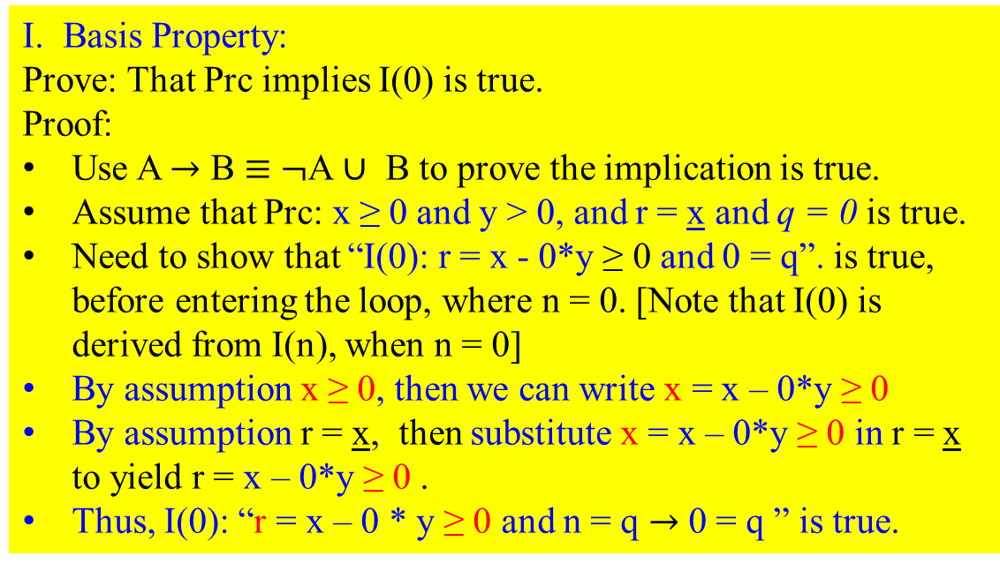 I.  Basis Property:
Prove: That Prc implies I(0) is true.
Proof:
• Use A → B ≡ ¬A ∪  B to prove the implication is true.
• Assume that Prc: x ≥ 0 and y > 0, and r = x and q = 0 is true.
• Need to show that “I(0): r = x - 0*y ≥ 0 and 0 = q”. is true,
before entering the loop, where n = 0. [Note that I(0) is
derived from I(n), when n = 0]
• By assumption x ≥ 0, then we can write x = x – 0*y ≥ 0
• By assumption r = x,  then substitute x = x – 0*y ≥ 0 in r = x
to yield r = x – 0*y ≥ 0 .
• Thus, I(0): “r = x – 0 * y ≥ 0 and n = q → 0 = q ” is true.